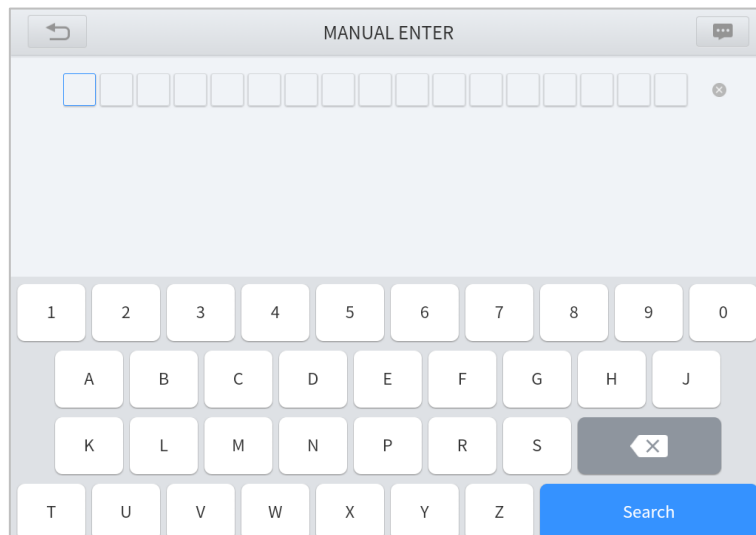 MANUAL ENTER
1 2 3 4 5 6 7 8 9 0
A B C D E F G H J
K L M N P R S
T U V W X Y Z Search